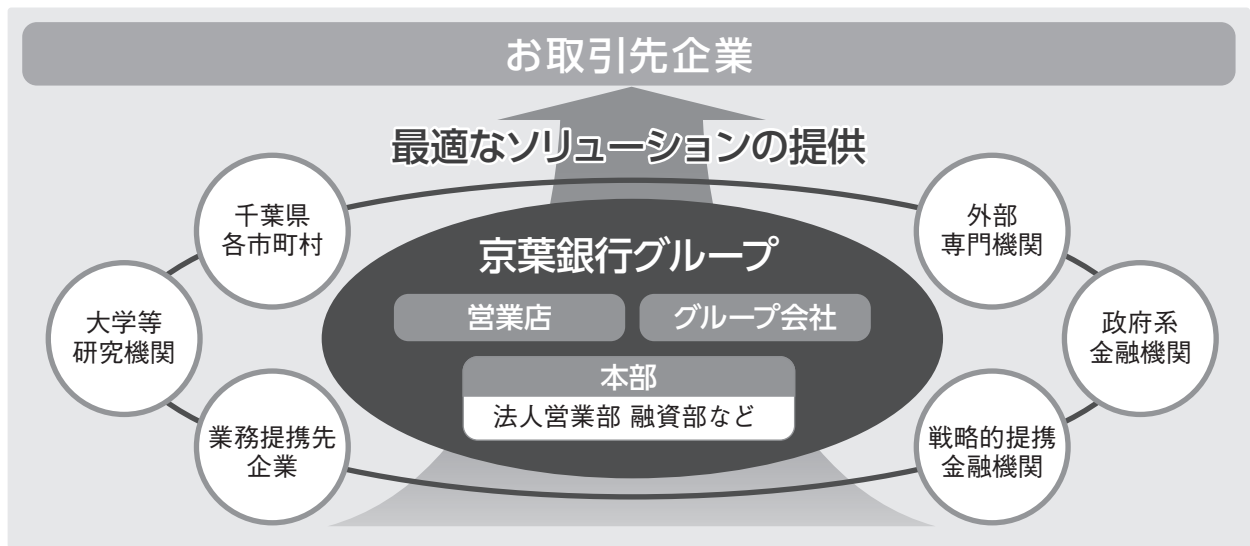 お取引先企業
最適なソリューションの提供
千葉県
各市町村
外部
専門機関
京葉銀行グループ
営業店
グループ会社
大学等
研究機関
政府系
金融機関
本部
法人営業部 融資部など
業務提携先
企業
戦略的提携
金融機関